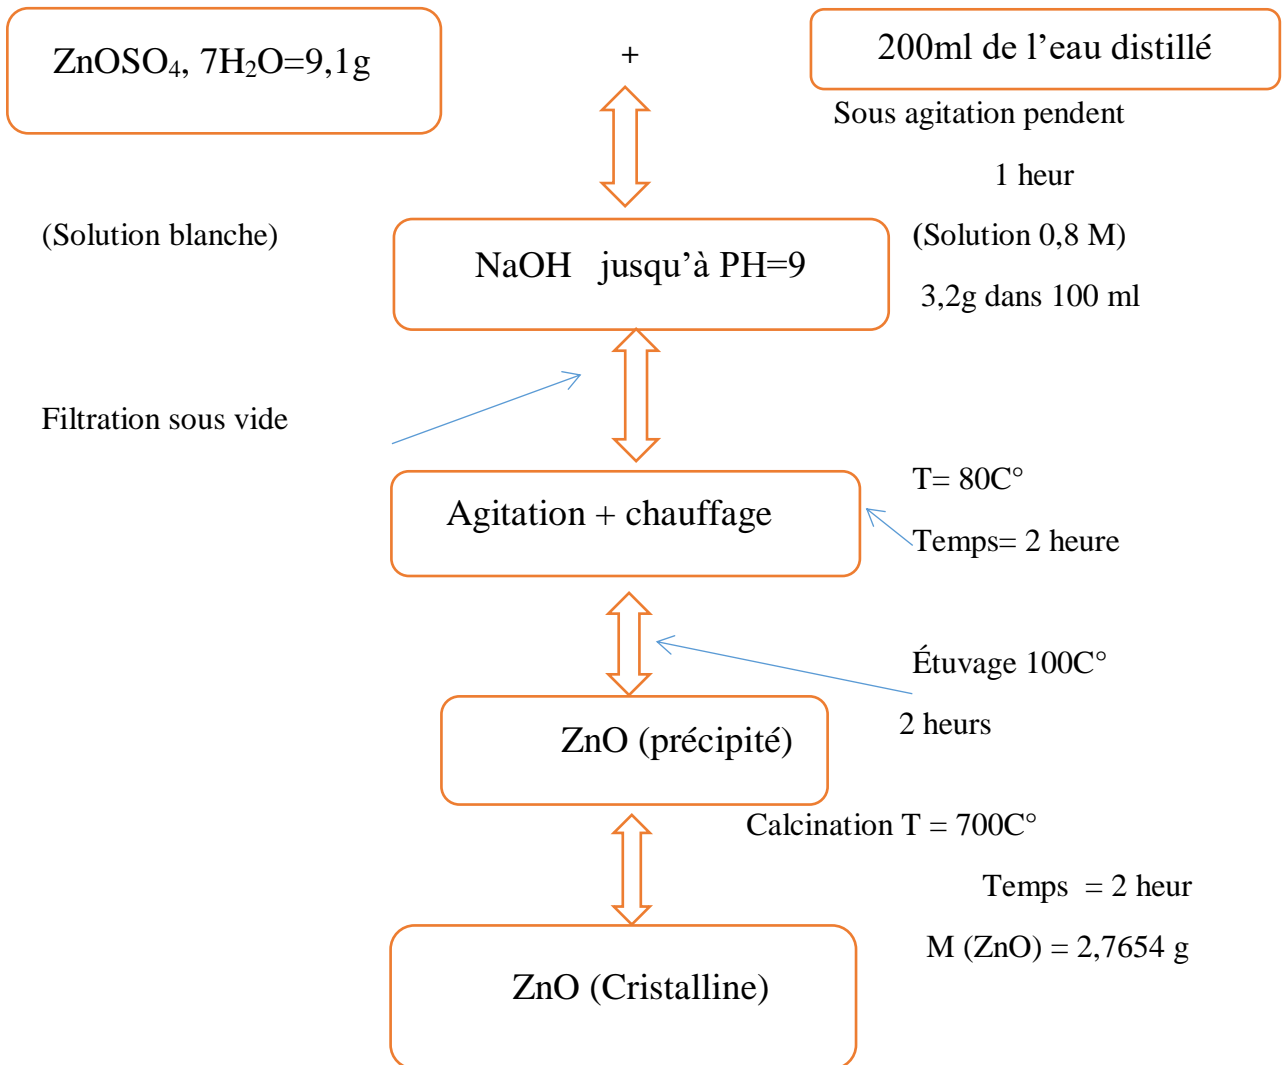 ZnOSO₄, 7H₂O=9,1g
+
200ml de l’eau distillé
Sous agitation pendent
1 heur
(Solution blanche)
NaOH jusqu’à PH=9
(Solution 0,8 M)
3,2g dans 100 ml
Filtration sous vide
Agitation + chauffage
T= 80C°
Temps= 2 heure
Étuvage 100C°
2 heurs
ZnO (précipité)
Calcination T = 700C°
Temps = 2 heur
M (ZnO) = 2,7654 g
ZnO (Cristalline)